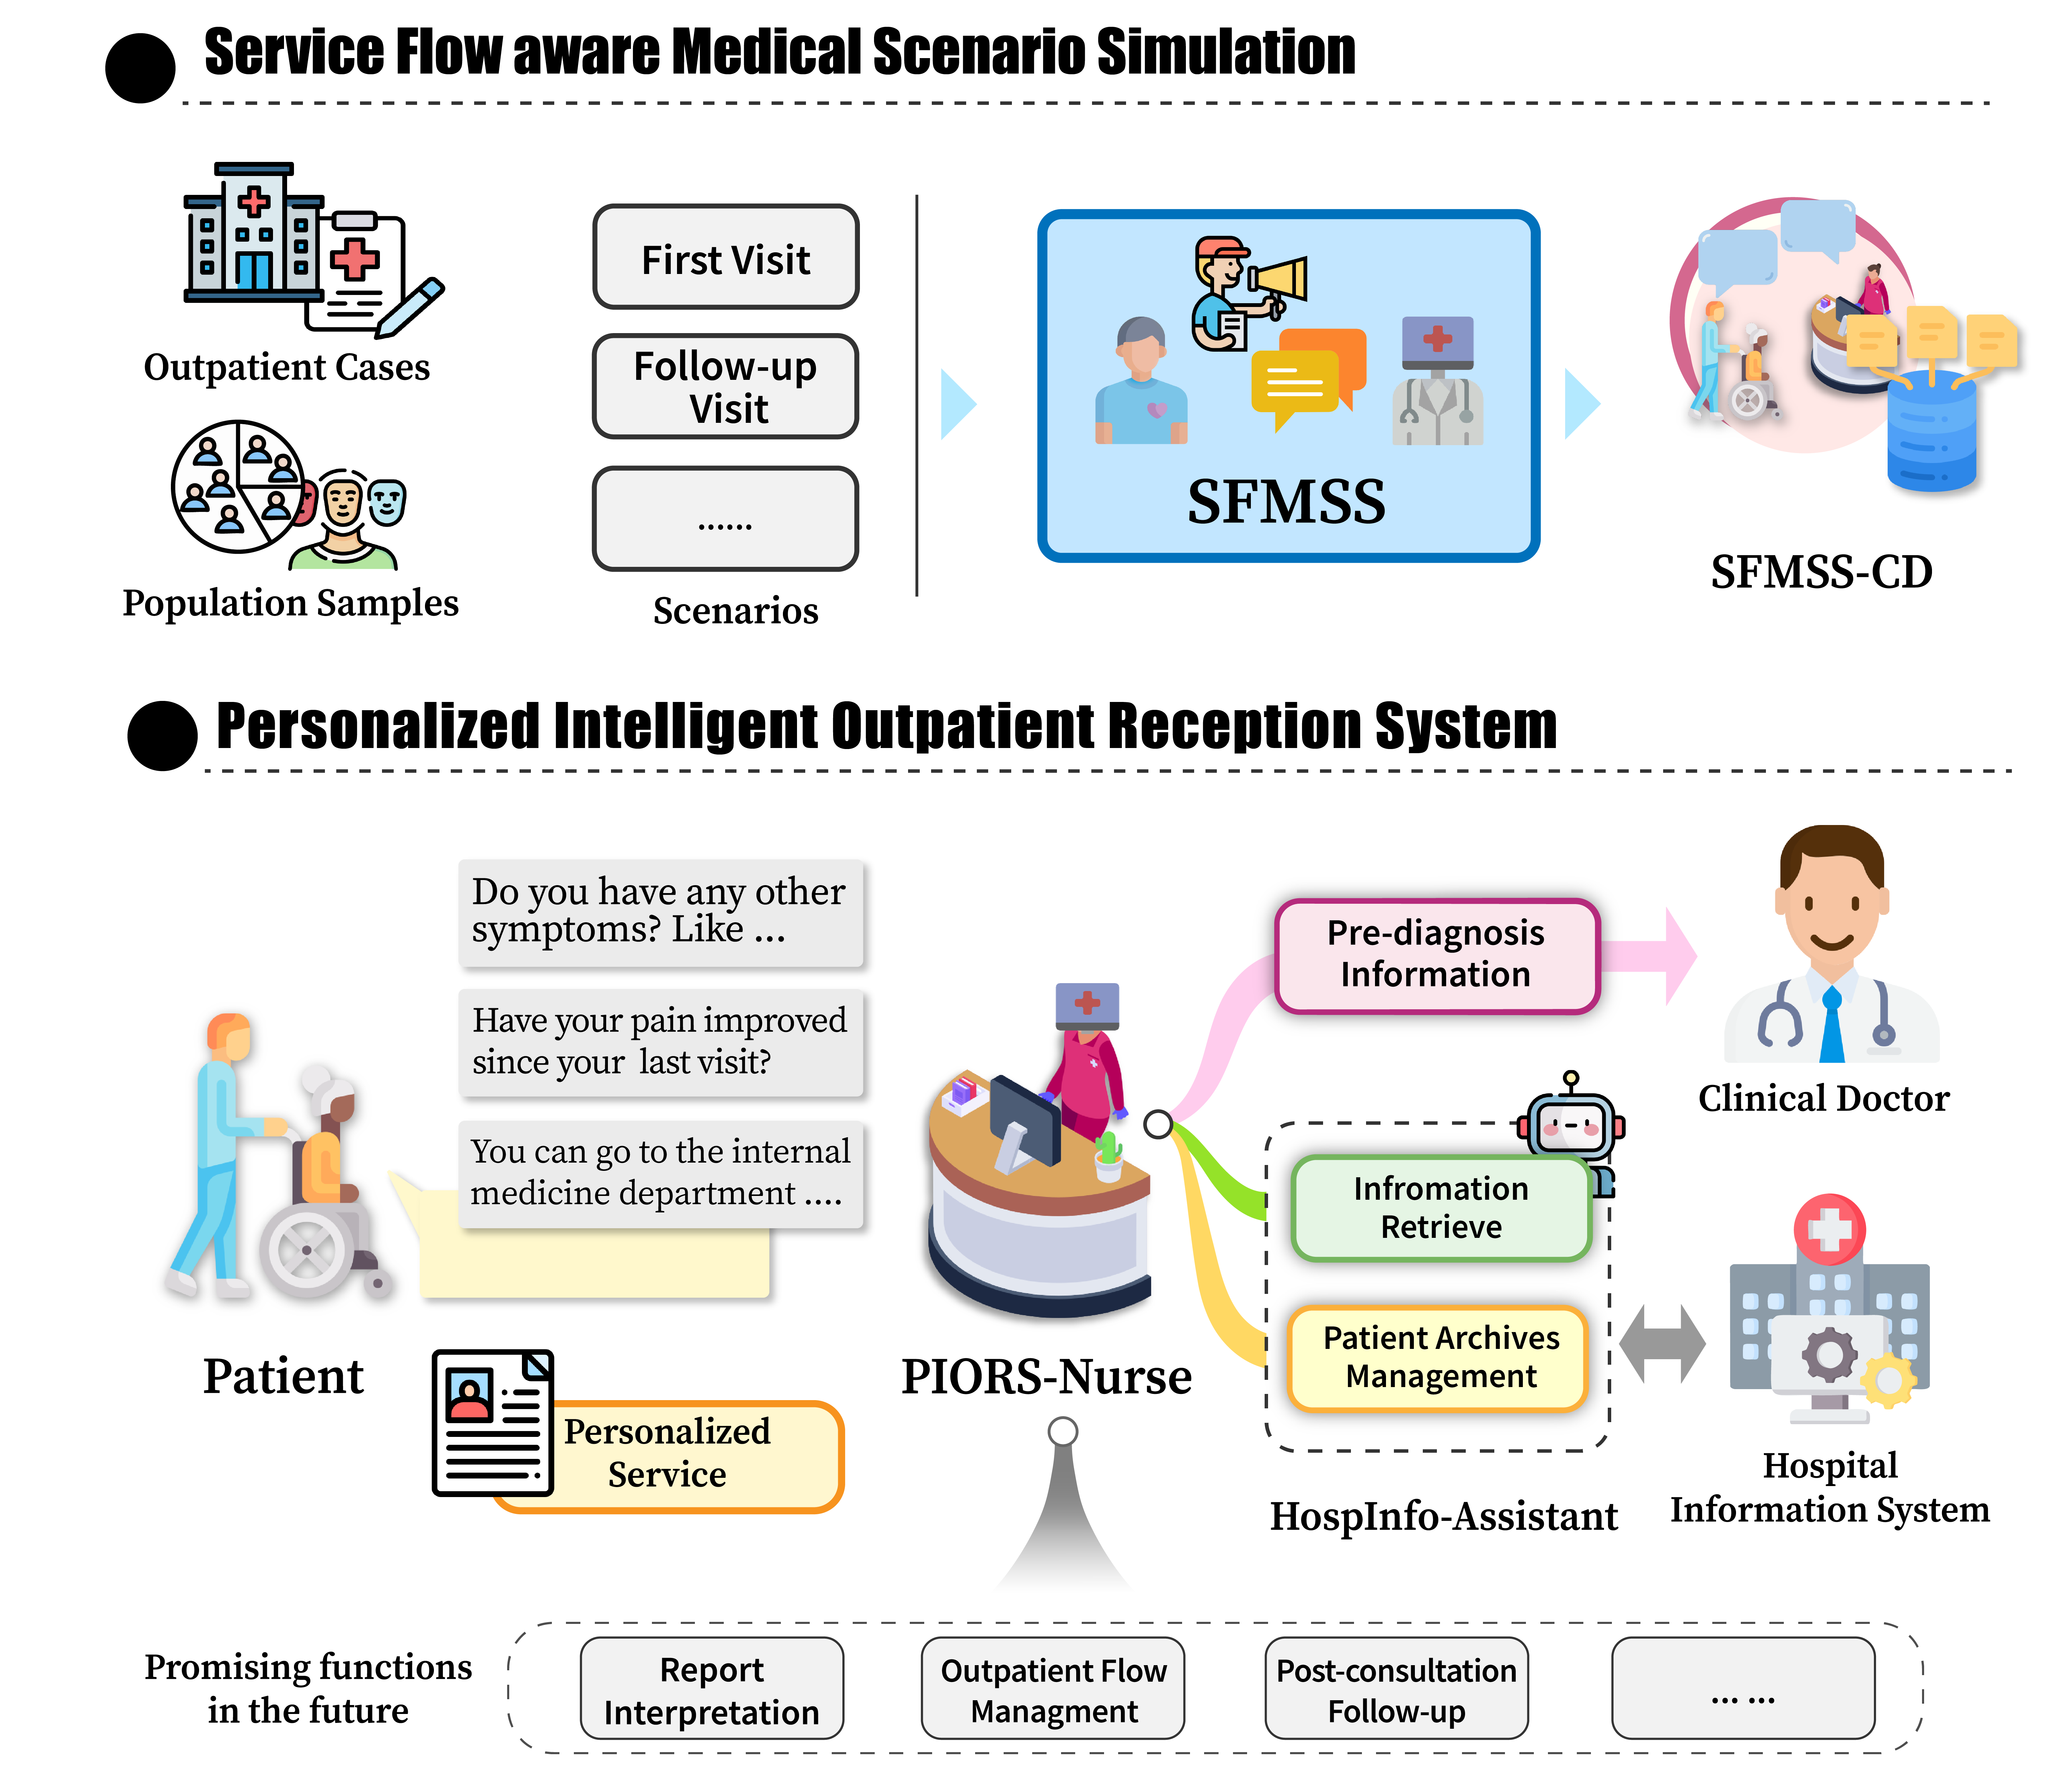 Service Flow aware Medical Scenario Simulation
Outpatient Cases
Population Samples
First Visit
Follow-up
Visit
......
Scenarios
SFMSS
SFMSS-CD
Personalized Intelligent Outpatient Reception System
Do you have any other
symptoms? Like ...
Have your pain improved
since your last visit?
You can go to the internal
medicine department ....
Patient
Personalized
Service
PIORS-Nurse
Pre-diagnosis
Information
Clinical Doctor
Infromation
Retrieve
Patient Archives
Management
HospInfo-Assistant
Hospital
Information System
Promising functions
in the future
Report
Interpretation
Outpatient Flow
Managment
Post-consultation
Follow-up
... ...